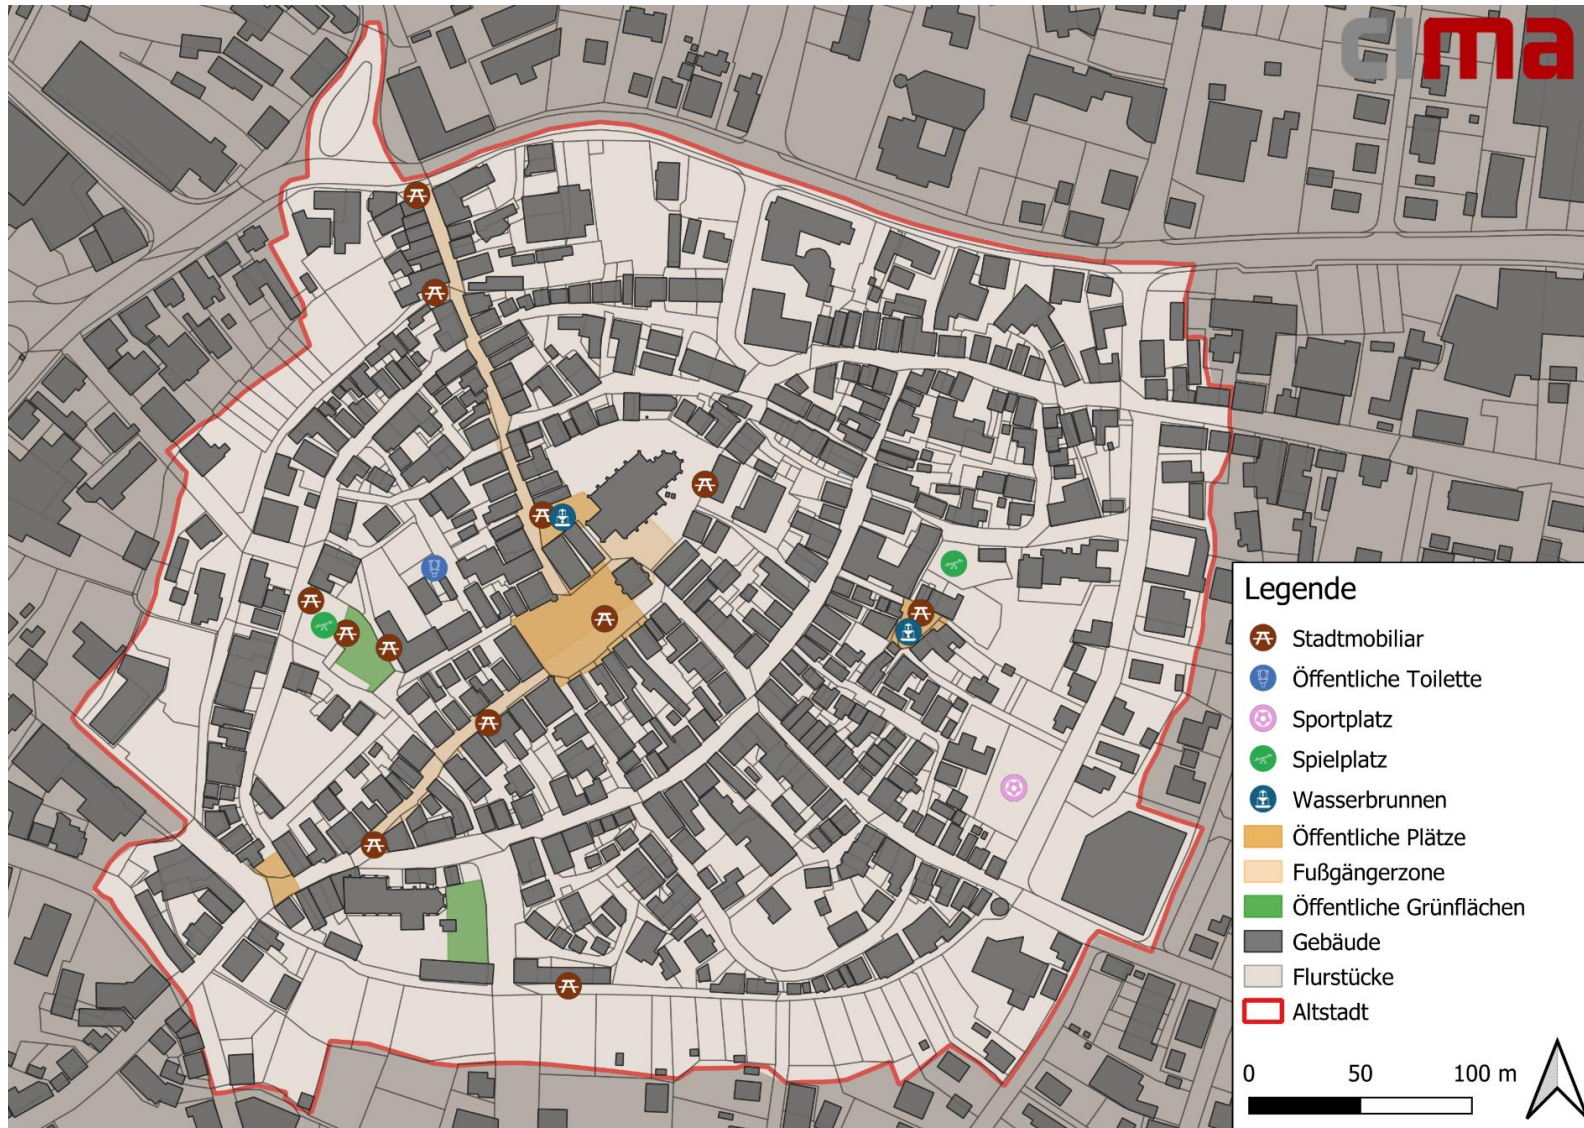 cima
Legende
Stadtmobiliar
Öffentliche Toilette
Sportplatz
Spielplatz
Wasserbrunnen
Öffentliche Plätze
Fußgängerzone
Öffentliche Grünflächen
Gebäude
Flurstücke
Altstadt
0 50 100 m